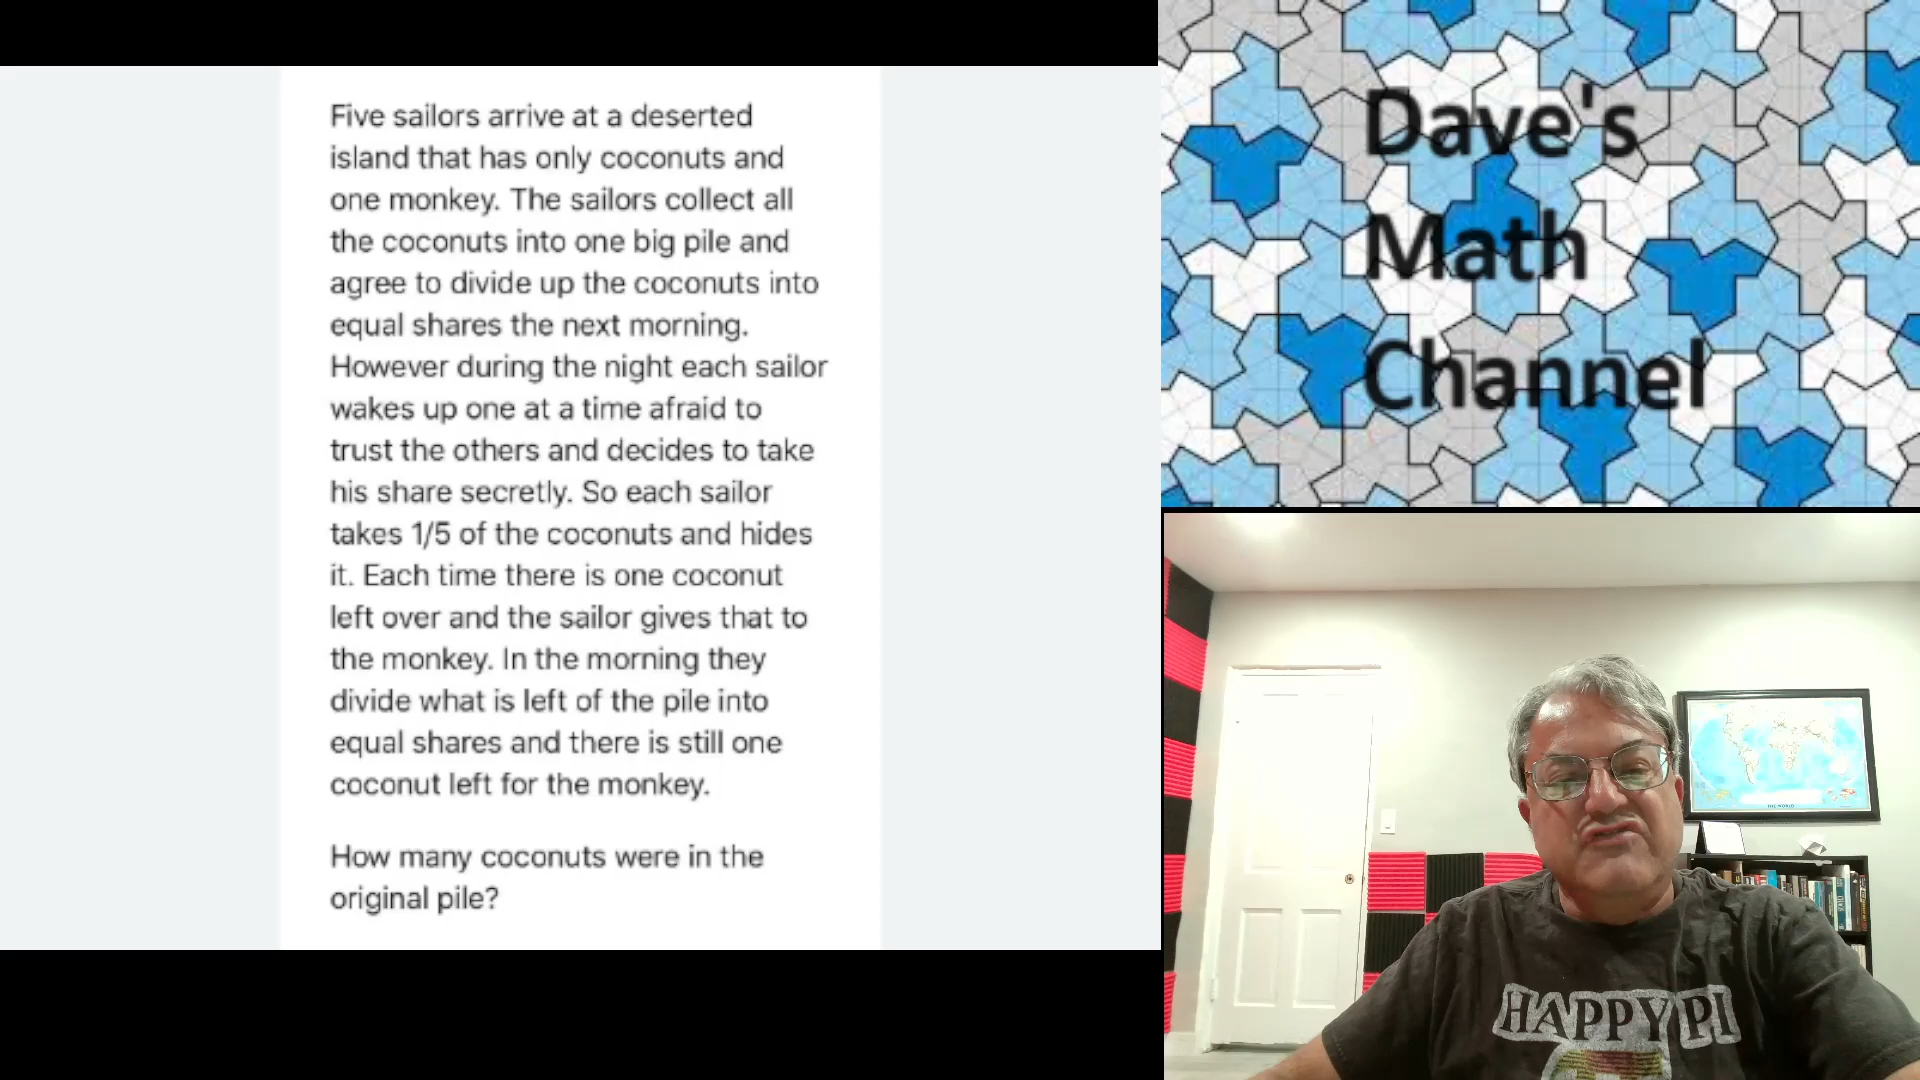 Five sailors arrive at a deserted
island that has only coconuts and
one monkey. The sailors collect all
the coconuts into one big pile and
agree to divide up the coconuts into
equal shares the next morning.
However during the night each sailor
wakes up one at a time afraid to
trust the others and decides to take
his share secretly. So each sailor
takes 1/5 of the coconuts and hides
it. Each time there is one coconut
left over and the sailor gives that to
the monkey. In the morning they
divide what is left of the pile into
equal shares and there is still one
coconut left for the monkey.
How many coconuts were in the
original pile?
Dave's
Math
Channel
THE WORLD
HAPPY PI